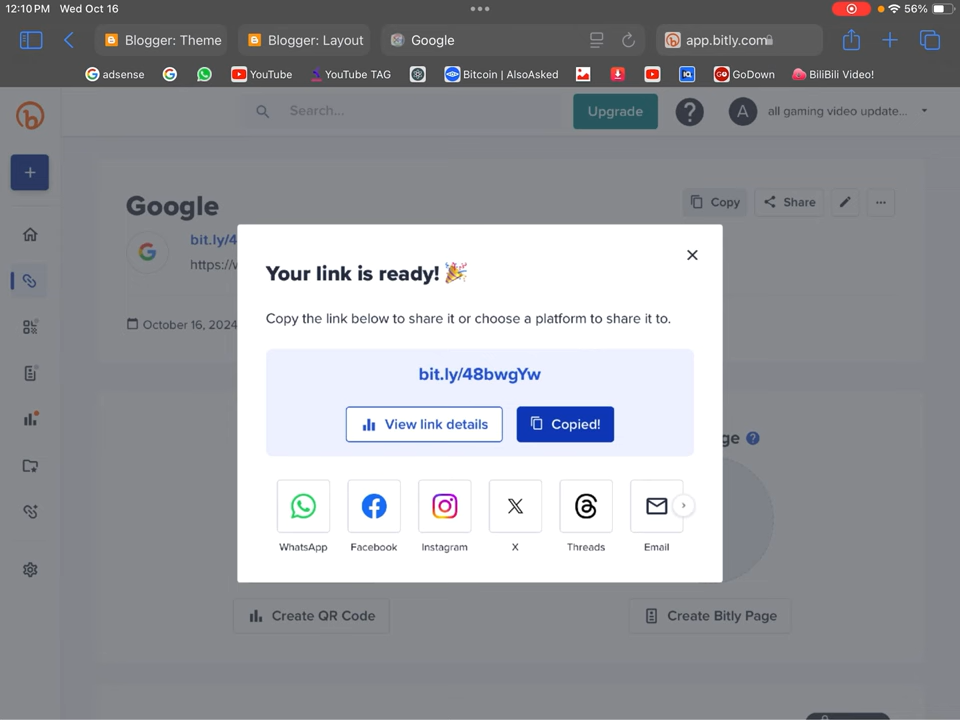 12:10 PM Wed Oct 16
56%
Blogger: Theme
Blogger: Layout
Google
app.bitly.com
adsense
YouTube
YouTube TAG
Bitcoin | AlsoAsked
GoDown
BiliBili Video!
Search...
Upgrade
?
A
all gaming video update...
Google
Copy
Share
bit.ly/4
https://
October 16, 2024
Your link is ready!
Copy the link below to share it or choose a platform to share it to.
bit.ly/48bwgYw
View link details
Copied!
ge
?
WhatsApp
Facebook
Instagram
X
Threads
Email
Create QR Code
Create Bitly Page